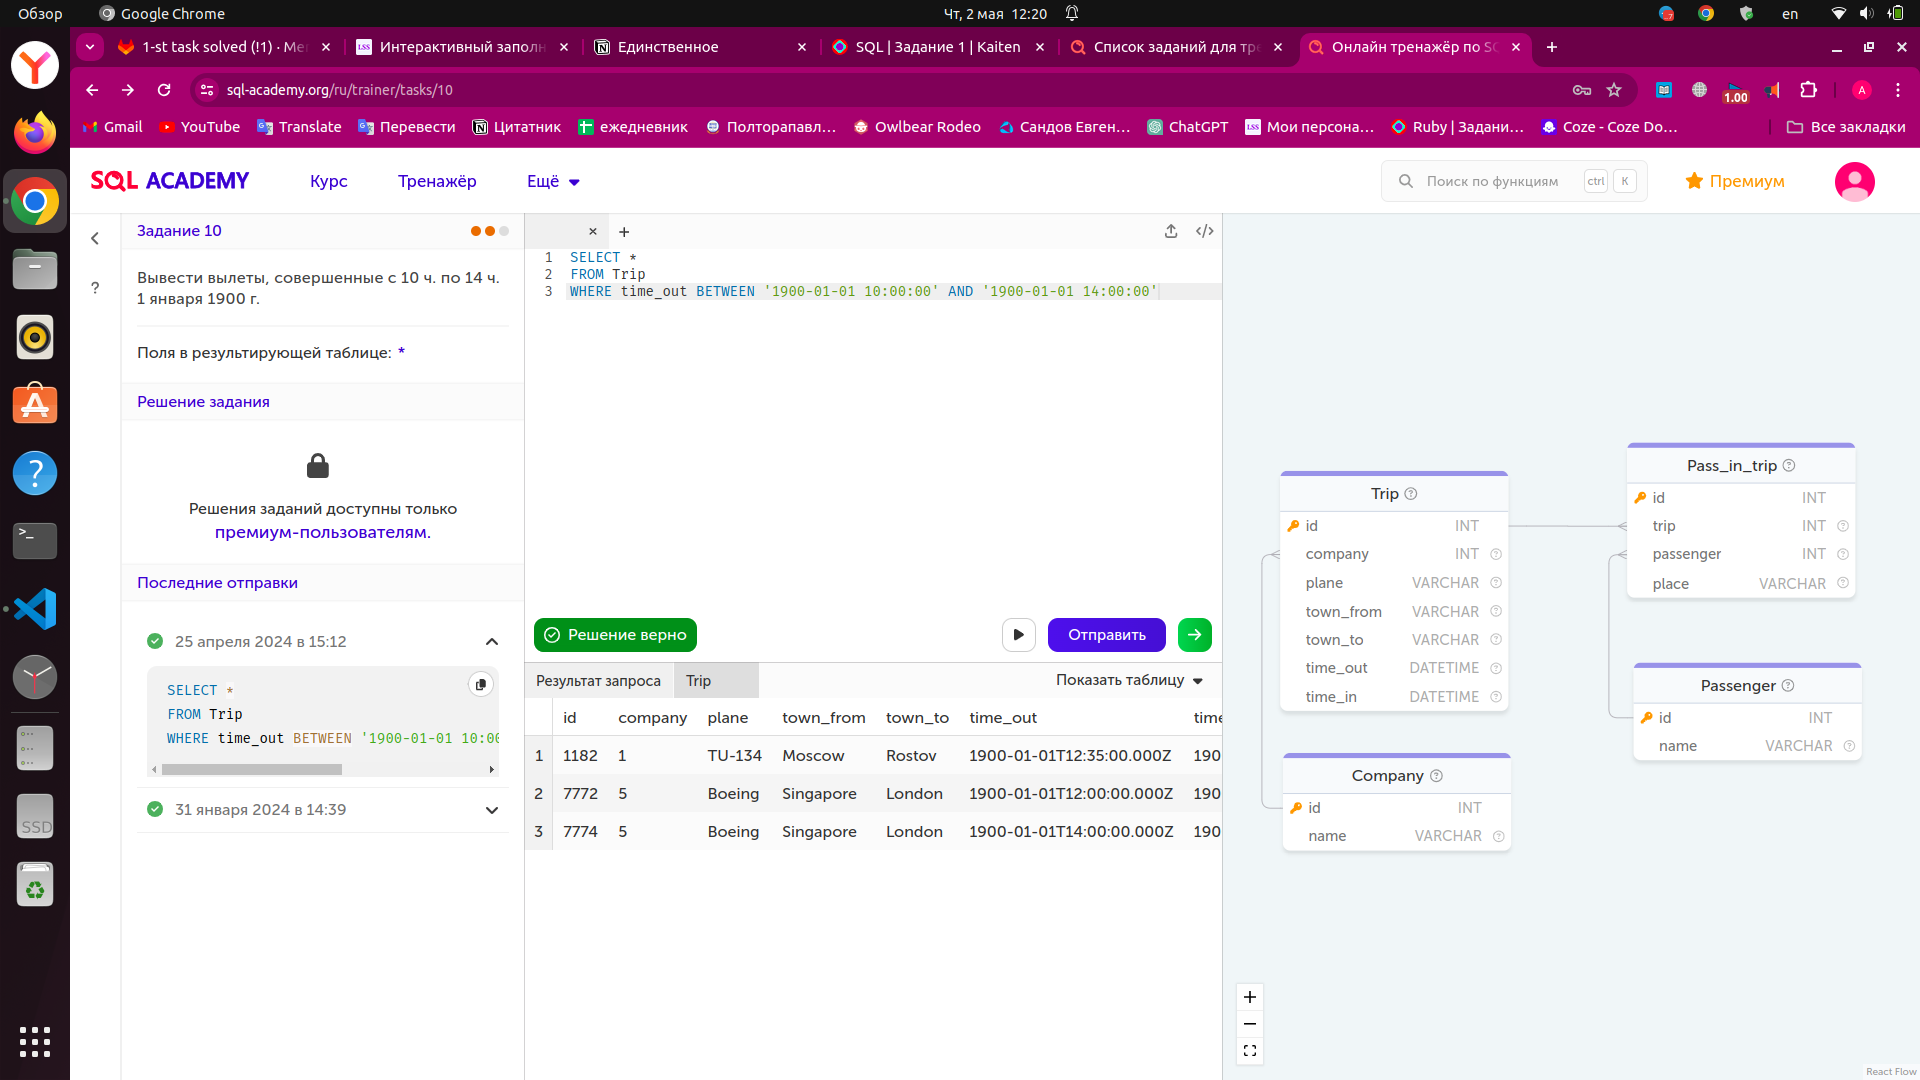 Обзор
Google Chrome
Чт, 2 мая 12:20
en
1-st task solved (!1) · Me
Интерактивный заполн
Единственное
SQL | Задание 1 | Kaiten
Список заданий для тре
Онлайн тренажёр по SQ
sql-academy.org/ru/trainer/tasks/10
1.00
A
Gmail
YouTube
Translate
Перевести
Цитатник
ежедневник
Полторапавл...
Owlbear Rodeo
Сандов Евген...
ChatGPT
LSS
Мои персона...
Ruby | Задани...
Coze - Coze Do...
Все закладки
SQL ACADEMY
Курс
Тренажёр
Ещё
Поиск по функциям
ctrl
K
Премиум
Задание 10
?
Вывести вылеты, совершенные с 10 ч. по 14 ч.
1 января 1900 г.
Поля в результирующей таблице: *
Решение задания
Решения заданий доступны только
премиум-пользователям.
Последние отправки
25 апреля 2024 в 15:12
SELECT *
FROM Trip
WHERE time_out BETWEEN '1900-01-01 10:00
31 января 2024 в 14:39
1 SELECT *
2 FROM Trip
3 WHERE time_out BETWEEN '1900-01-01 10:00:00' AND '1900-01-01 14:00:00'
Решение верно
Отправить
Результат запроса
Trip
Показать таблицу
id company plane town_from town_to time_out time
1 1182 1 TU-134 Moscow Rostov 1900-01-01T12:35:00.000Z 190
2 7772 5 Boeing Singapore London 1900-01-01T12:00:00.000Z 190
3 7774 5 Boeing Singapore London 1900-01-01T14:00:00.000Z 190
Trip
id INT
company INT
plane VARCHAR
town_from VARCHAR
town_to VARCHAR
time_out DATETIME
time_in DATETIME
Company
id INT
name VARCHAR
Pass_in_trip
id INT
trip INT
passenger INT
place VARCHAR
Passenger
id INT
name VARCHAR
SSD
React Flow